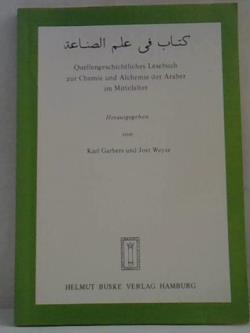 كتاب في علم الصناعة
Quellengeschichtliches Lesebuch
zur Chemie und Alchemie der Araber
im Mittelalter
Herausgegeben
von
Karl Garbers und Jost Weyer
HELMUT BUSKE VERLAG HAMBURG